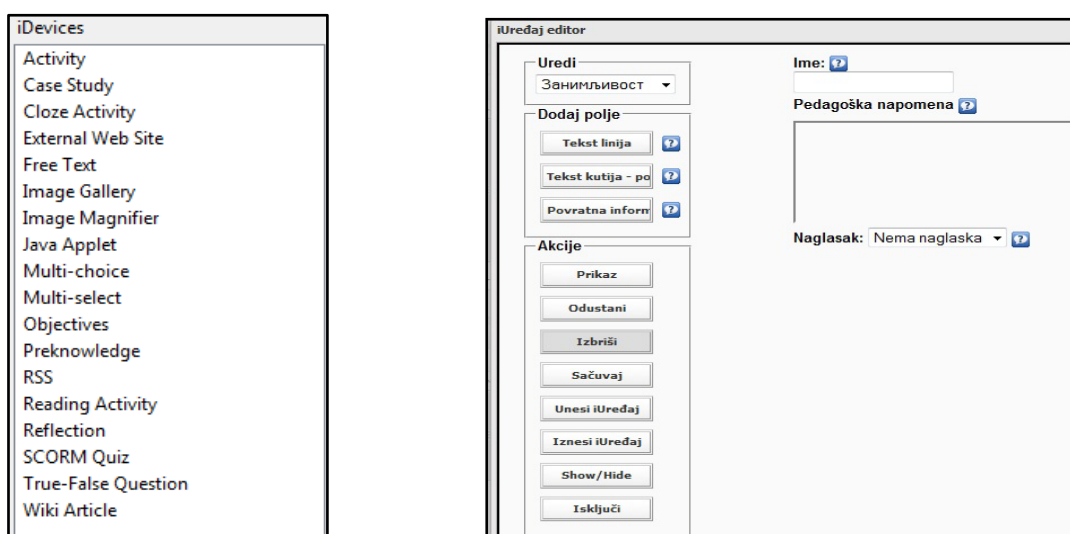 iDevices
Activity
Case Study
Cloze Activity
External Web Site
Free Text
Image Gallery
Image Magnifier
Java Applet
Multi-choice
Multi-select
Objectives
Preknowledge
RSS
Reading Activity
Reflection
SCORM Quiz
True-False Question
Wiki Article
iUređaj editor
Uredi
Занимљивост
Dodaj polje
Tekst linija
Tekst kutija - po
Povratna inform
Akcije
Prikaz
Odustani
Izbriši
Sačuvaj
Unesi iUređaj
Iznesi iUređaj
Show/Hide
Isključi
Ime:
Pedagoška napomena
Naglasak: Nema naglaska